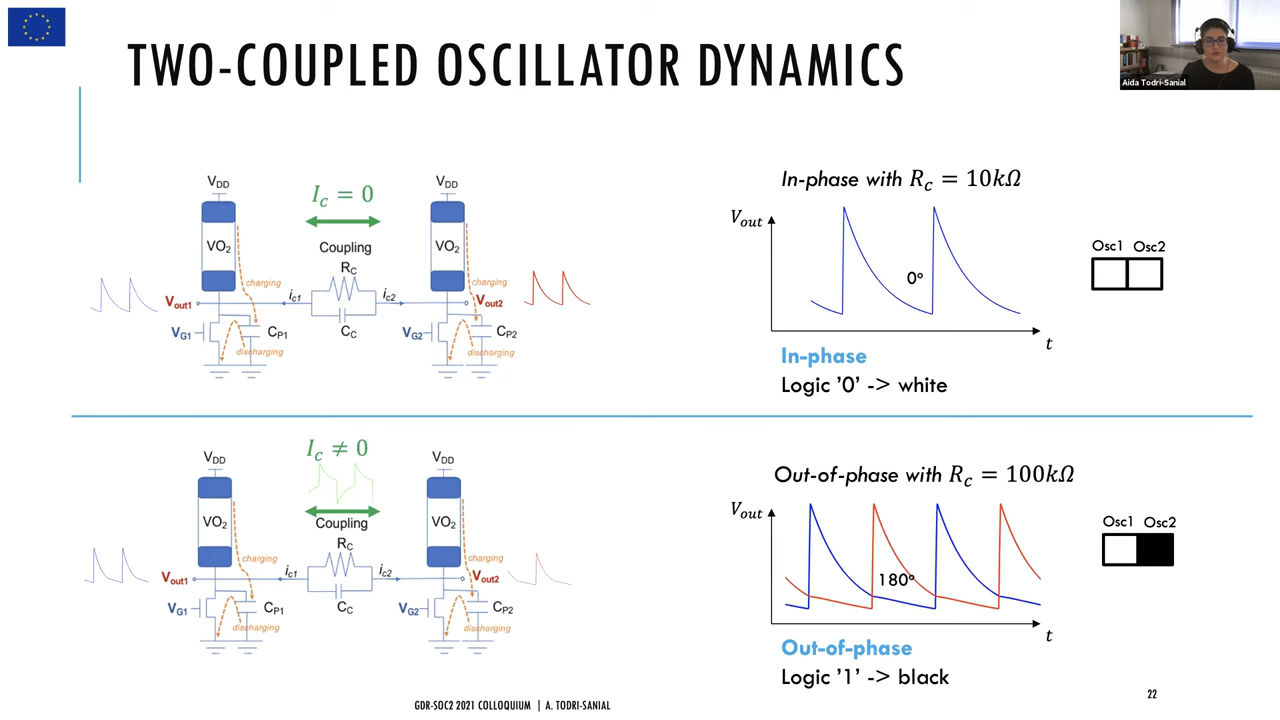 TWO-COUPLED OSCILLATOR DYNAMICS
Aida Todri-Sanial
V_DD
I_c = 0
V_DD
VO₂
Coupling
VO₂
R_C
charging
charging
V_out1
i_c1
i_c2
V_out2
V_G1
C_P1
C_C
V_G2
C_P2
discharging
discharging
In-phase with R_c = 10kΩ
V_out
0°
t
Osc1 Osc2
In-phase
Logic '0' -> white
V_DD
I_c ≠ 0
V_DD
VO₂
Coupling
VO₂
R_C
charging
charging
V_out1
i_c1
i_c2
V_out2
V_G1
C_P1
C_C
V_G2
C_P2
discharging
discharging
Out-of-phase with R_c = 100kΩ
V_out
180°
t
Osc1 Osc2
Out-of-phase
Logic '1' -> black
GDR-SOC2 2021 COLLOQUIUM | A. TODRI-SANIAL
22